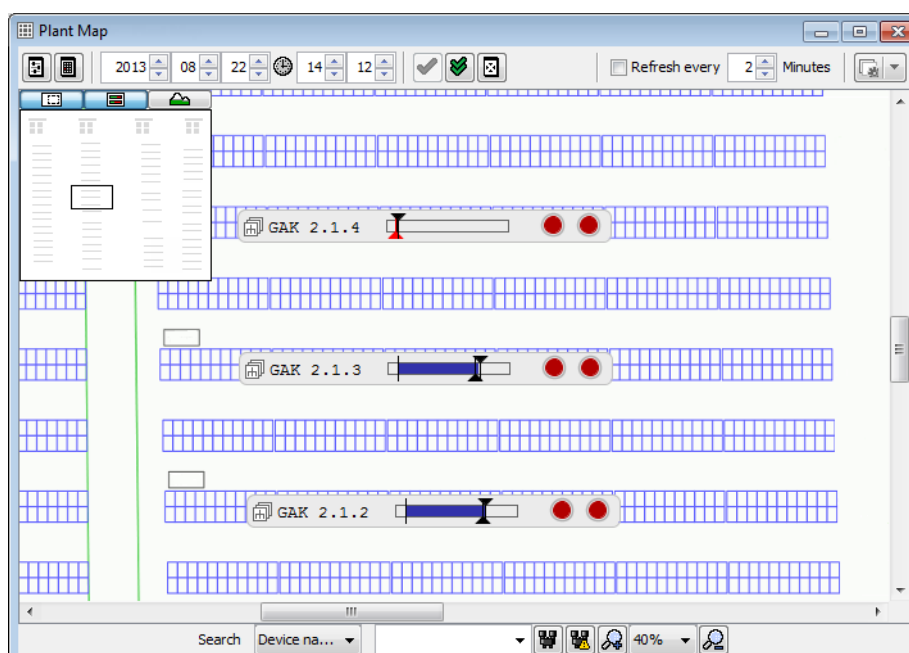 Plant Map
2013 08 22 14 12 Refresh every 2 Minutes
GAK 2.1.4
GAK 2.1.3
GAK 2.1.2
Search Device na... 40%